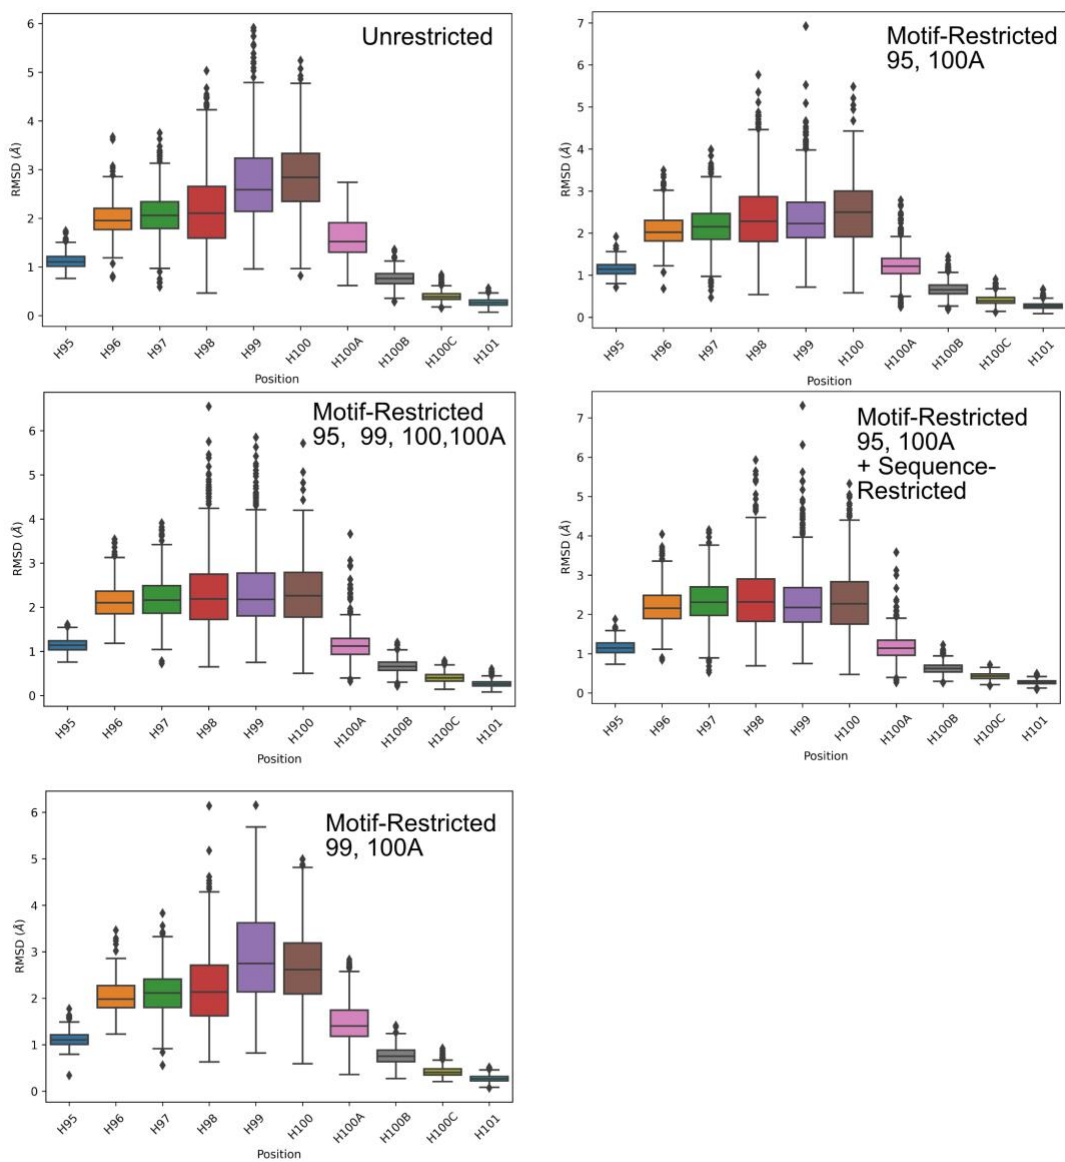 Unrestricted
RMSD (Å)
6
5
4
3
2
1
0
H95
H96
H97
H98
H99
H100
H100A
H100B
H100C
H101
Position
Motif-Restricted
95, 100A
RMSD (Å)
7
6
5
4
3
2
1
0
H95
H96
H97
H98
H99
H100
H100A
H100B
H100C
H101
Position
Motif-Restricted
95, 99, 100,100A
RMSD (Å)
6
5
4
3
2
1
0
H95
H96
H97
H98
H99
H100
H100A
H100B
H100C
H101
Position
Motif-Restricted
95, 100A
+ Sequence-
Restricted
RMSD (Å)
7
6
5
4
3
2
1
0
H95
H96
H97
H98
H99
H100
H100A
H100B
H100C
H101
Position
Motif-Restricted
99, 100A
RMSD (Å)
6
5
4
3
2
1
0
H95
H96
H97
H98
H99
H100
H100A
H100B
H100C
H101
Position